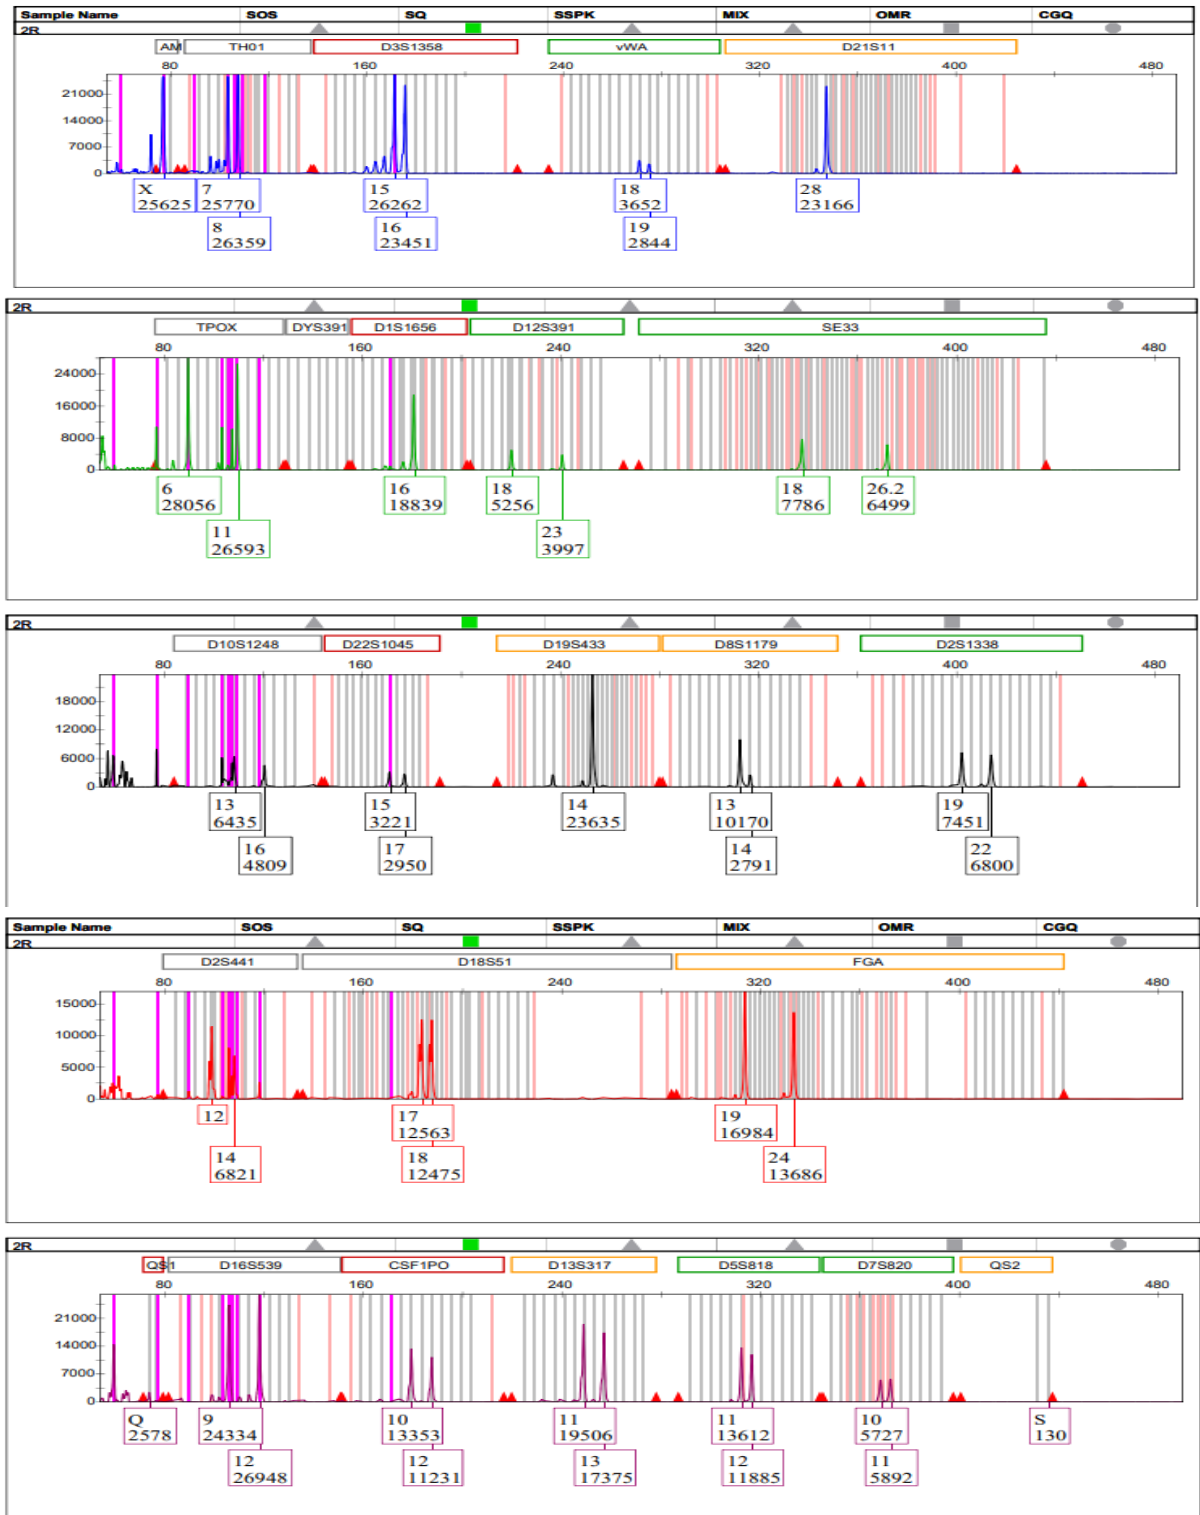 Sample Name SOS SQ SSPK MIX OMR CGQ
2R
AM TH01 D3S1358 vWA D21S11
80 160 240 320 400 480
21000
14000
7000
0
X 7 15 18 28
25625 25770 26262 3652 23166
8 16 19
26359 23451 2844
2R
TPOX DYS391 D1S1656 D12S391 SE33
80 160 240 320 400 480
24000
16000
8000
0
6 16 18 18 26.2
28056 18839 5256 7786 6499
11 23
26593 3997
2R
D10S1248 D22S1045 D19S433 D8S1179 D2S1338
80 160 240 320 400 480
18000
12000
6000
0
13 15 14 13 19
6435 3221 23635 10170 7451
16 17 14 22
4809 2950 2791 6800
Sample Name SOS SQ SSPK MIX OMR CGQ
2R
D2S441 D18S51 FGA
80 160 240 320 400 480
15000
10000
5000
0
12 17 19
12563 16984
14 18 24
6821 12475 13686
2R
QS1 D16S539 CSF1PO D13S317 D5S818 D7S820 QS2
80 160 240 320 400 480
21000
14000
7000
0
Q 9 10 11 11 10 S
2578 24334 13353 19506 13612 5727 130
12 12 13 12 11
26948 11231 17375 11885 5892